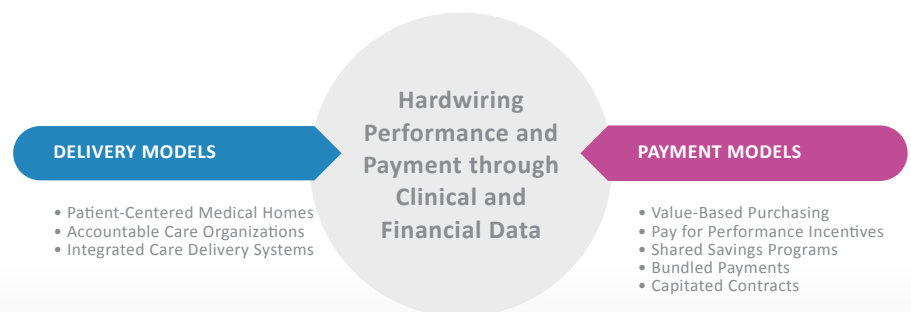 Hardwiring
Performance and
Payment through
Clinical and
Financial Data
DELIVERY MODELS
• Patient-Centered Medical Homes
• Accountable Care Organizations
• Integrated Care Delivery Systems
PAYMENT MODELS
• Value-Based Purchasing
• Pay for Performance Incentives
• Shared Savings Programs
• Bundled Payments
• Capitated Contracts